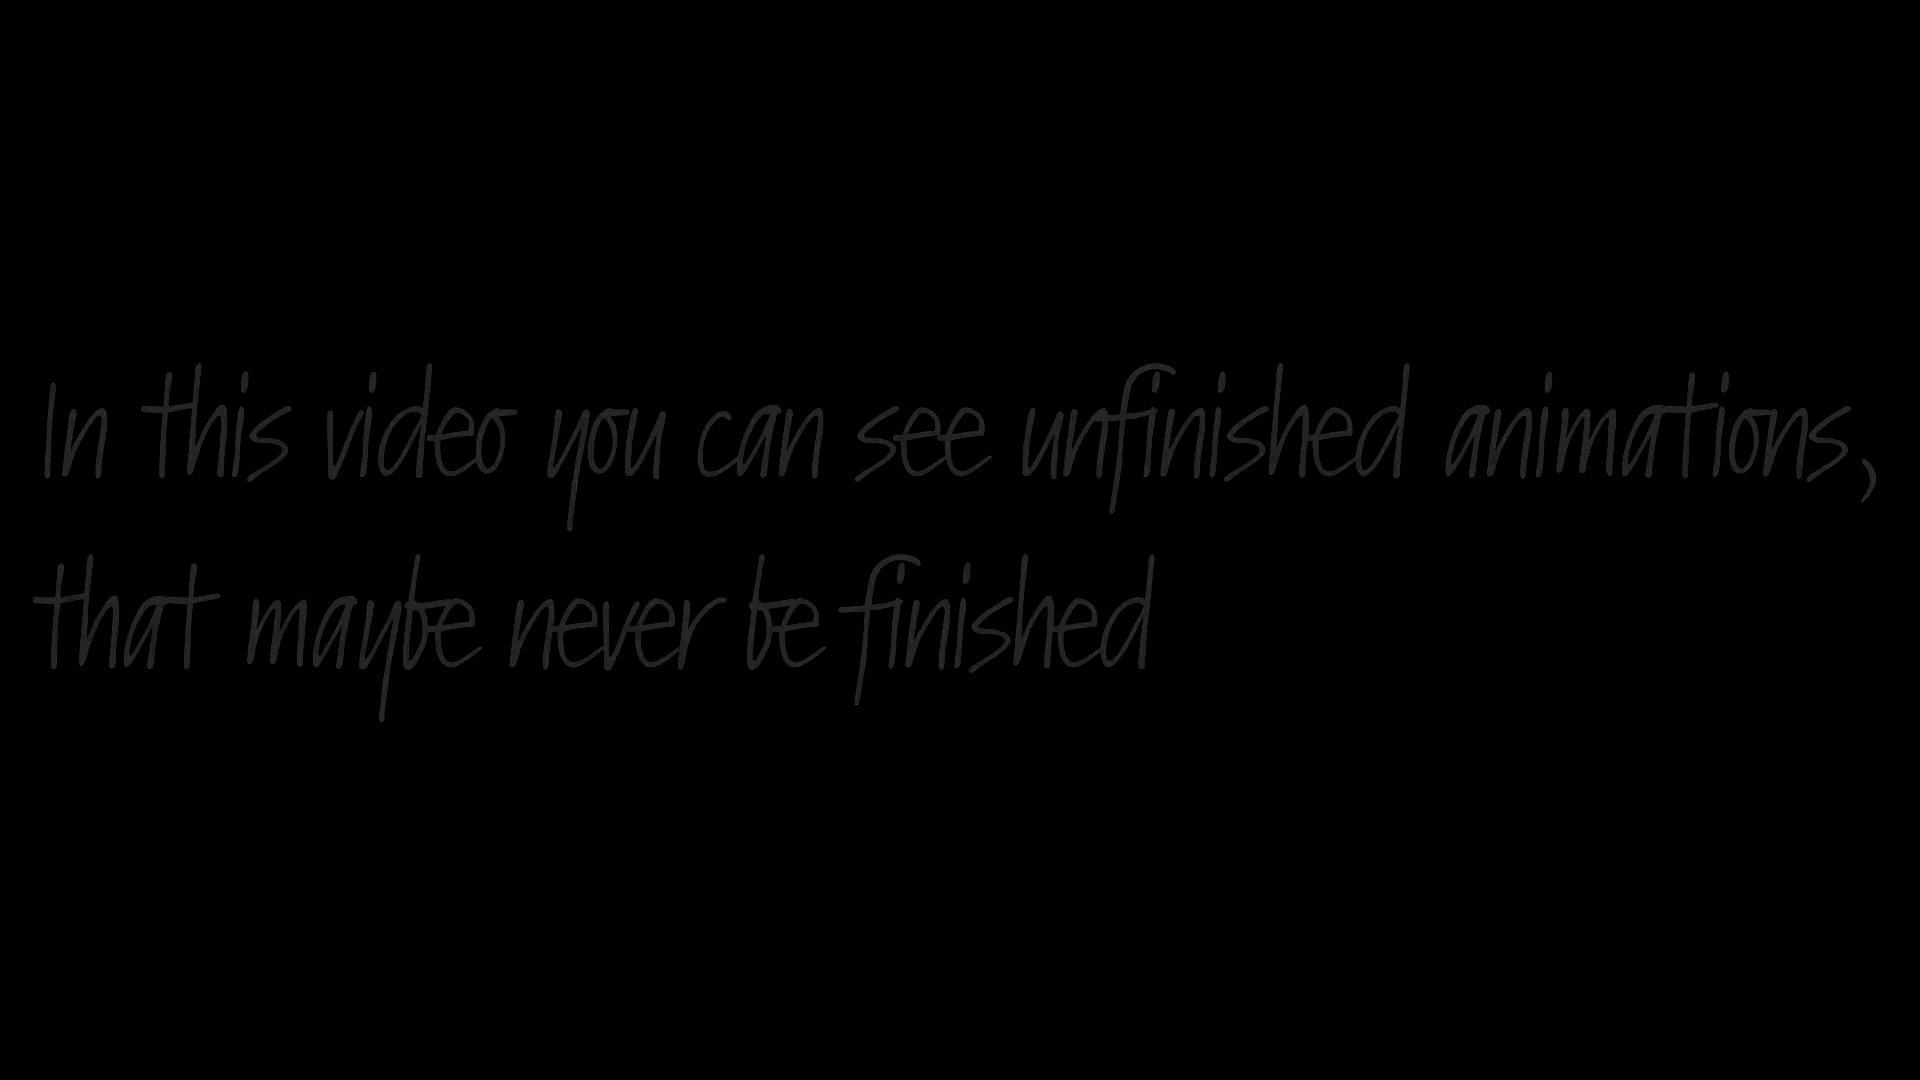 In this video you can see unfinished animations,
that maybe never be finished